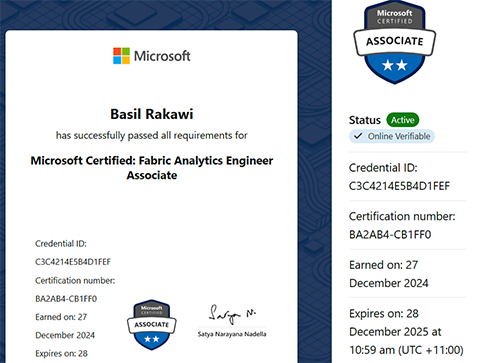 Microsoft
Basil Rakawi
has successfully passed all requirements for
Microsoft Certified: Fabric Analytics Engineer
Associate
Credential ID:
C3C4214E5B4D1FEF
Certification number:
BA2AB4-CB1FF0
Earned on: 27
December 2024
Expires on: 28
Microsoft
CERTIFIED
ASSOCIATE
Satya N.
Satya Narayana Nadella
Microsoft
CERTIFIED
ASSOCIATE
Status Active
Online Verifiable
Credential ID:
C3C4214E5B4D1FEF
Certification number:
BA2AB4-CB1FF0
Earned on: 27
December 2024
Expires on: 28
December 2025 at
10:59 am (UTC +11:00)